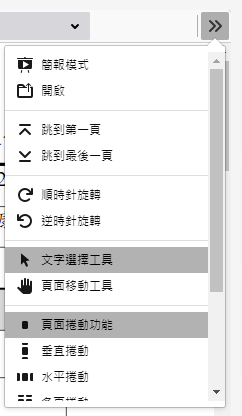 簡報模式
開啟
跳到第一頁
跳到最後一頁
順時針旋轉
逆時針旋轉
文字選擇工具
頁面移動工具
頁面捲動功能
垂直捲動
水平捲動